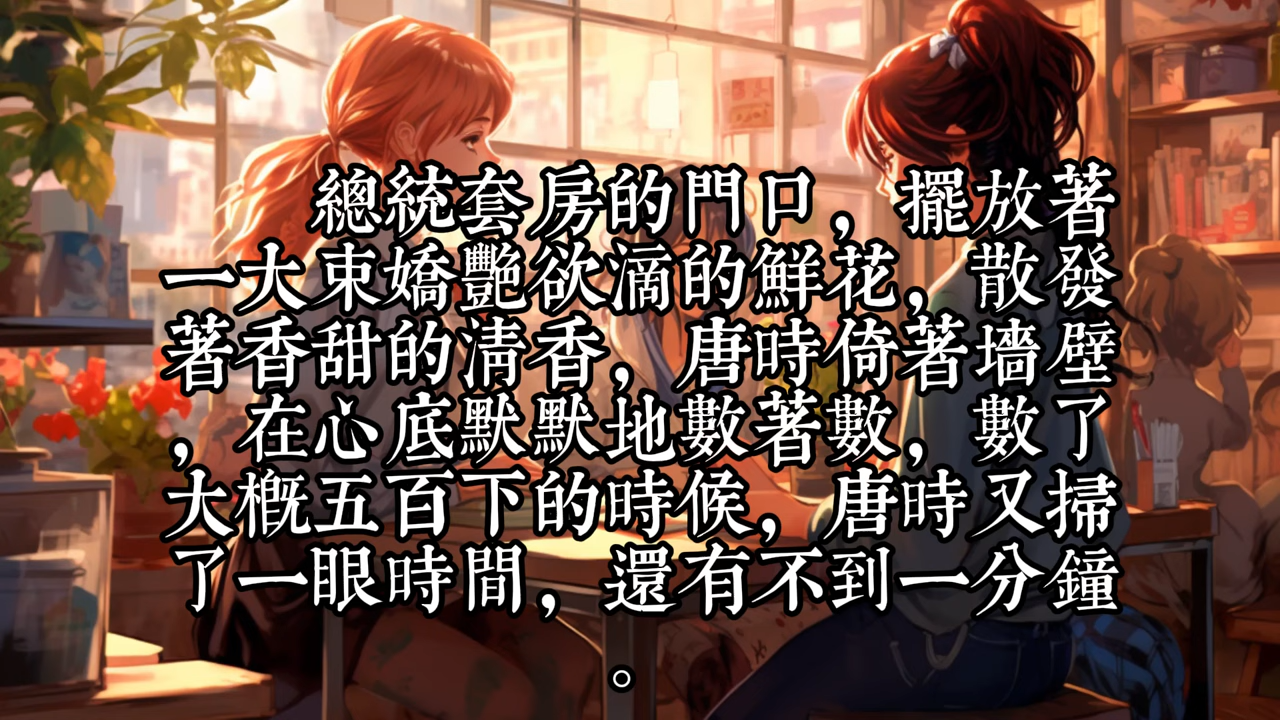 總統套房的門口，擺放著
一大束嬌艷欲滴的鮮花，散發
著香甜的清香，唐時倚著墻壁
，在心底默默地數著數，數了
大概五百下的時候，唐時又掃
了一眼時間，還有不到一分鐘
。